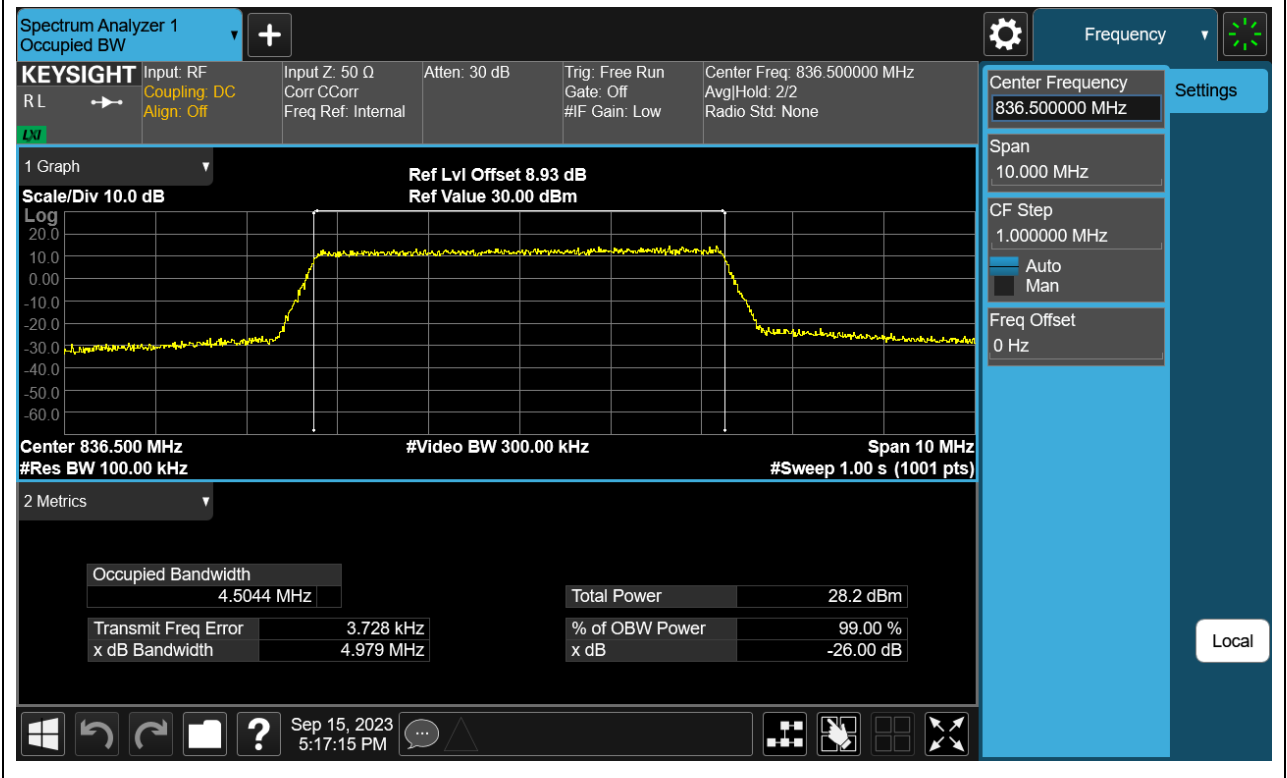 Spectrum Analyzer 1
Occupied BW
Frequency
KEYSIGHT
R L
LXI
Input: RF
Coupling: DC
Align: Off
Input Z: 50 Ω
Corr CCorr
Freq Ref: Internal
Atten: 30 dB
Trig: Free Run
Gate: Off
#IF Gain: Low
Center Freq: 836.500000 MHz
Avg|Hold: 2/2
Radio Std: None
Center Frequency
836.500000 MHz
Settings
Span
10.000 MHz
CF Step
1.000000 MHz
Auto
Man
Freq Offset
0 Hz
Local
1 Graph
Ref Lvl Offset 8.93 dB
Scale/Div 10.0 dB
Ref Value 30.00 dBm
Log
20.0
10.0
0.00
-10.0
-20.0
-30.0
-40.0
-50.0
-60.0
Center 836.500 MHz
#Video BW 300.00 kHz
Span 10 MHz
#Res BW 100.00 kHz
#Sweep 1.00 s (1001 pts)
2 Metrics
Occupied Bandwidth
4.5044 MHz
Total Power 28.2 dBm
Transmit Freq Error 3.728 kHz
% of OBW Power 99.00 %
x dB Bandwidth 4.979 MHz
x dB -26.00 dB
?
Sep 15, 2023
5:17:15 PM